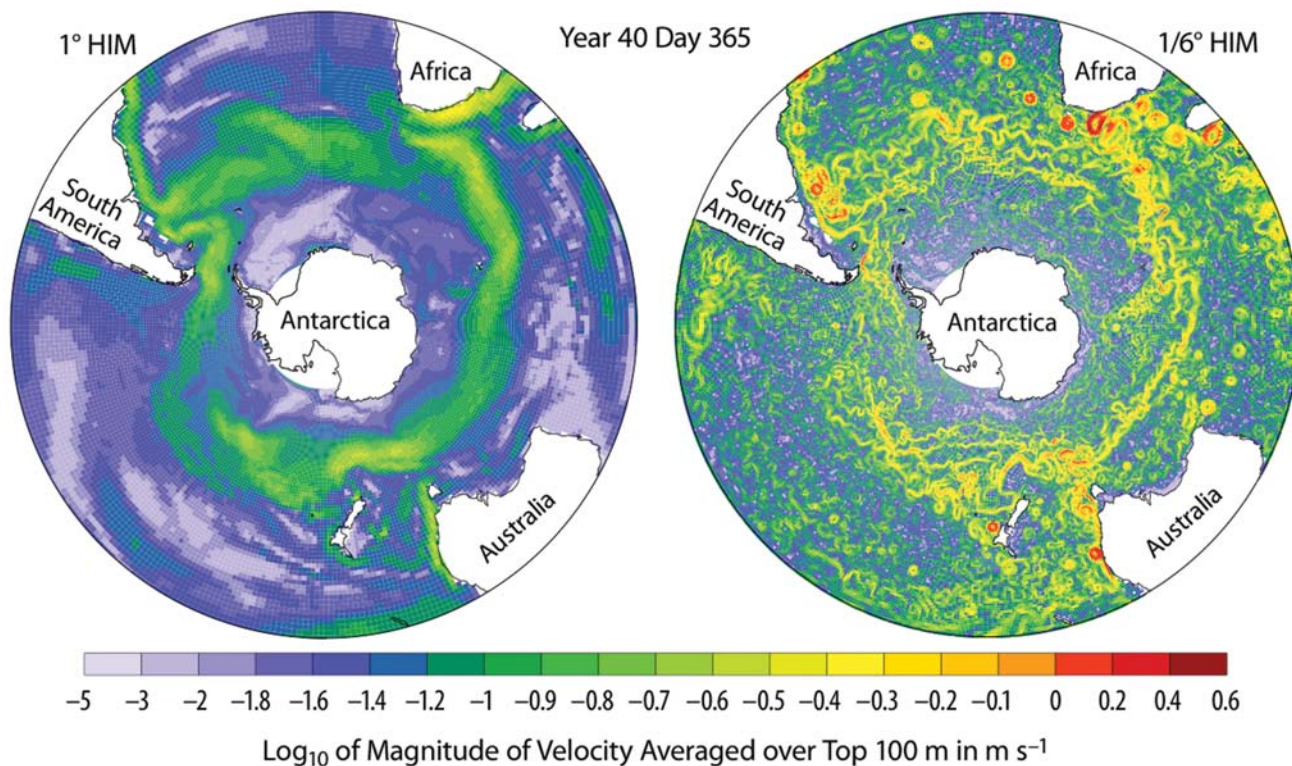 1° HIM
Year 40 Day 365
1/6° HIM
Africa
South
America
Antarctica
Australia
Africa
South
America
Antarctica
Australia
−5 −3 −2 −1.8 −1.6 −1.4 −1.2 −1 −0.9 −0.8 −0.7 −0.6 −0.5 −0.4 −0.3 −0.2 −0.1 0 0.2 0.4 0.6
Log₁₀ of Magnitude of Velocity Averaged over Top 100 m in m s⁻¹